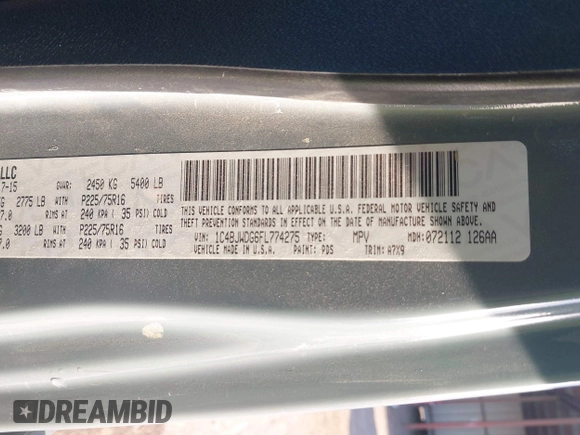 LLC
7-15 GVWR: 2450 KG 5400 LB
KG 2775 LB WITH P225/75R16 TIRES
7.0 RIMS AT 240 KPA ( 35 PSI) COLD
KG 3200 LB WITH P225/75R16 TIRES
7.0 RIMS AT 240 KPA ( 35 PSI) COLD
THIS VEHICLE CONFORMS TO ALL APPLICABLE U.S.A. FEDERAL MOTOR VEHICLE SAFETY AND
THEFT PREVENTION STANDARDS IN EFFECT ON THE DATE OF MANUFACTURE SHOWN ABOVE.
VIN: 1C4BJWDG6FL774275 TYPE: MPV MDH: 072112 126AA
VEHICLE MADE IN U.S.A. PAINT: PDS TRIM: A7X9
DREAMBID